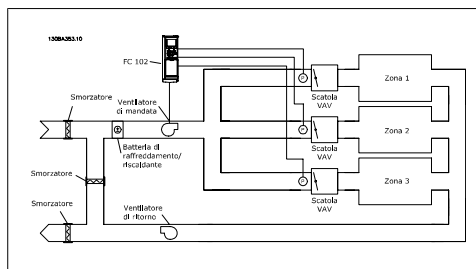 130BA353.10
FC 102
Smorzatore
Ventilatore
di mandata
P
Scatola
VAV
Zona 1
P
Scatola
VAV
Zona 2
Batteria di
raffreddamento/
riscaldante
Smorzatore
P
Scatola
VAV
Zona 3
Smorzatore
Ventilatore
di ritorno